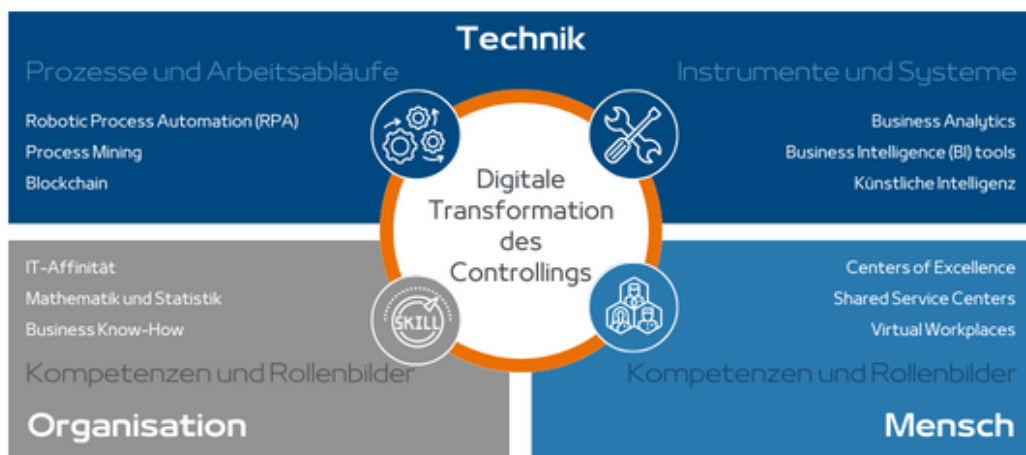 Technik
Prozesse und Arbeitsabläufe
Robotic Process Automation (RPA)
Process Mining
Blockchain
Instrumente und Systeme
Business Analytics
Business Intelligence (BI) tools
Künstliche Intelligenz
Digitale
Transformation
des
Controllings
IT-Affinität
Mathematik und Statistik
Business Know-How
SKILL
Kompetenzen und Rollenbilder
Organisation
Centers of Excellence
Shared Service Centers
Virtual Workplaces
Kompetenzen und Rollenbilder
Mensch